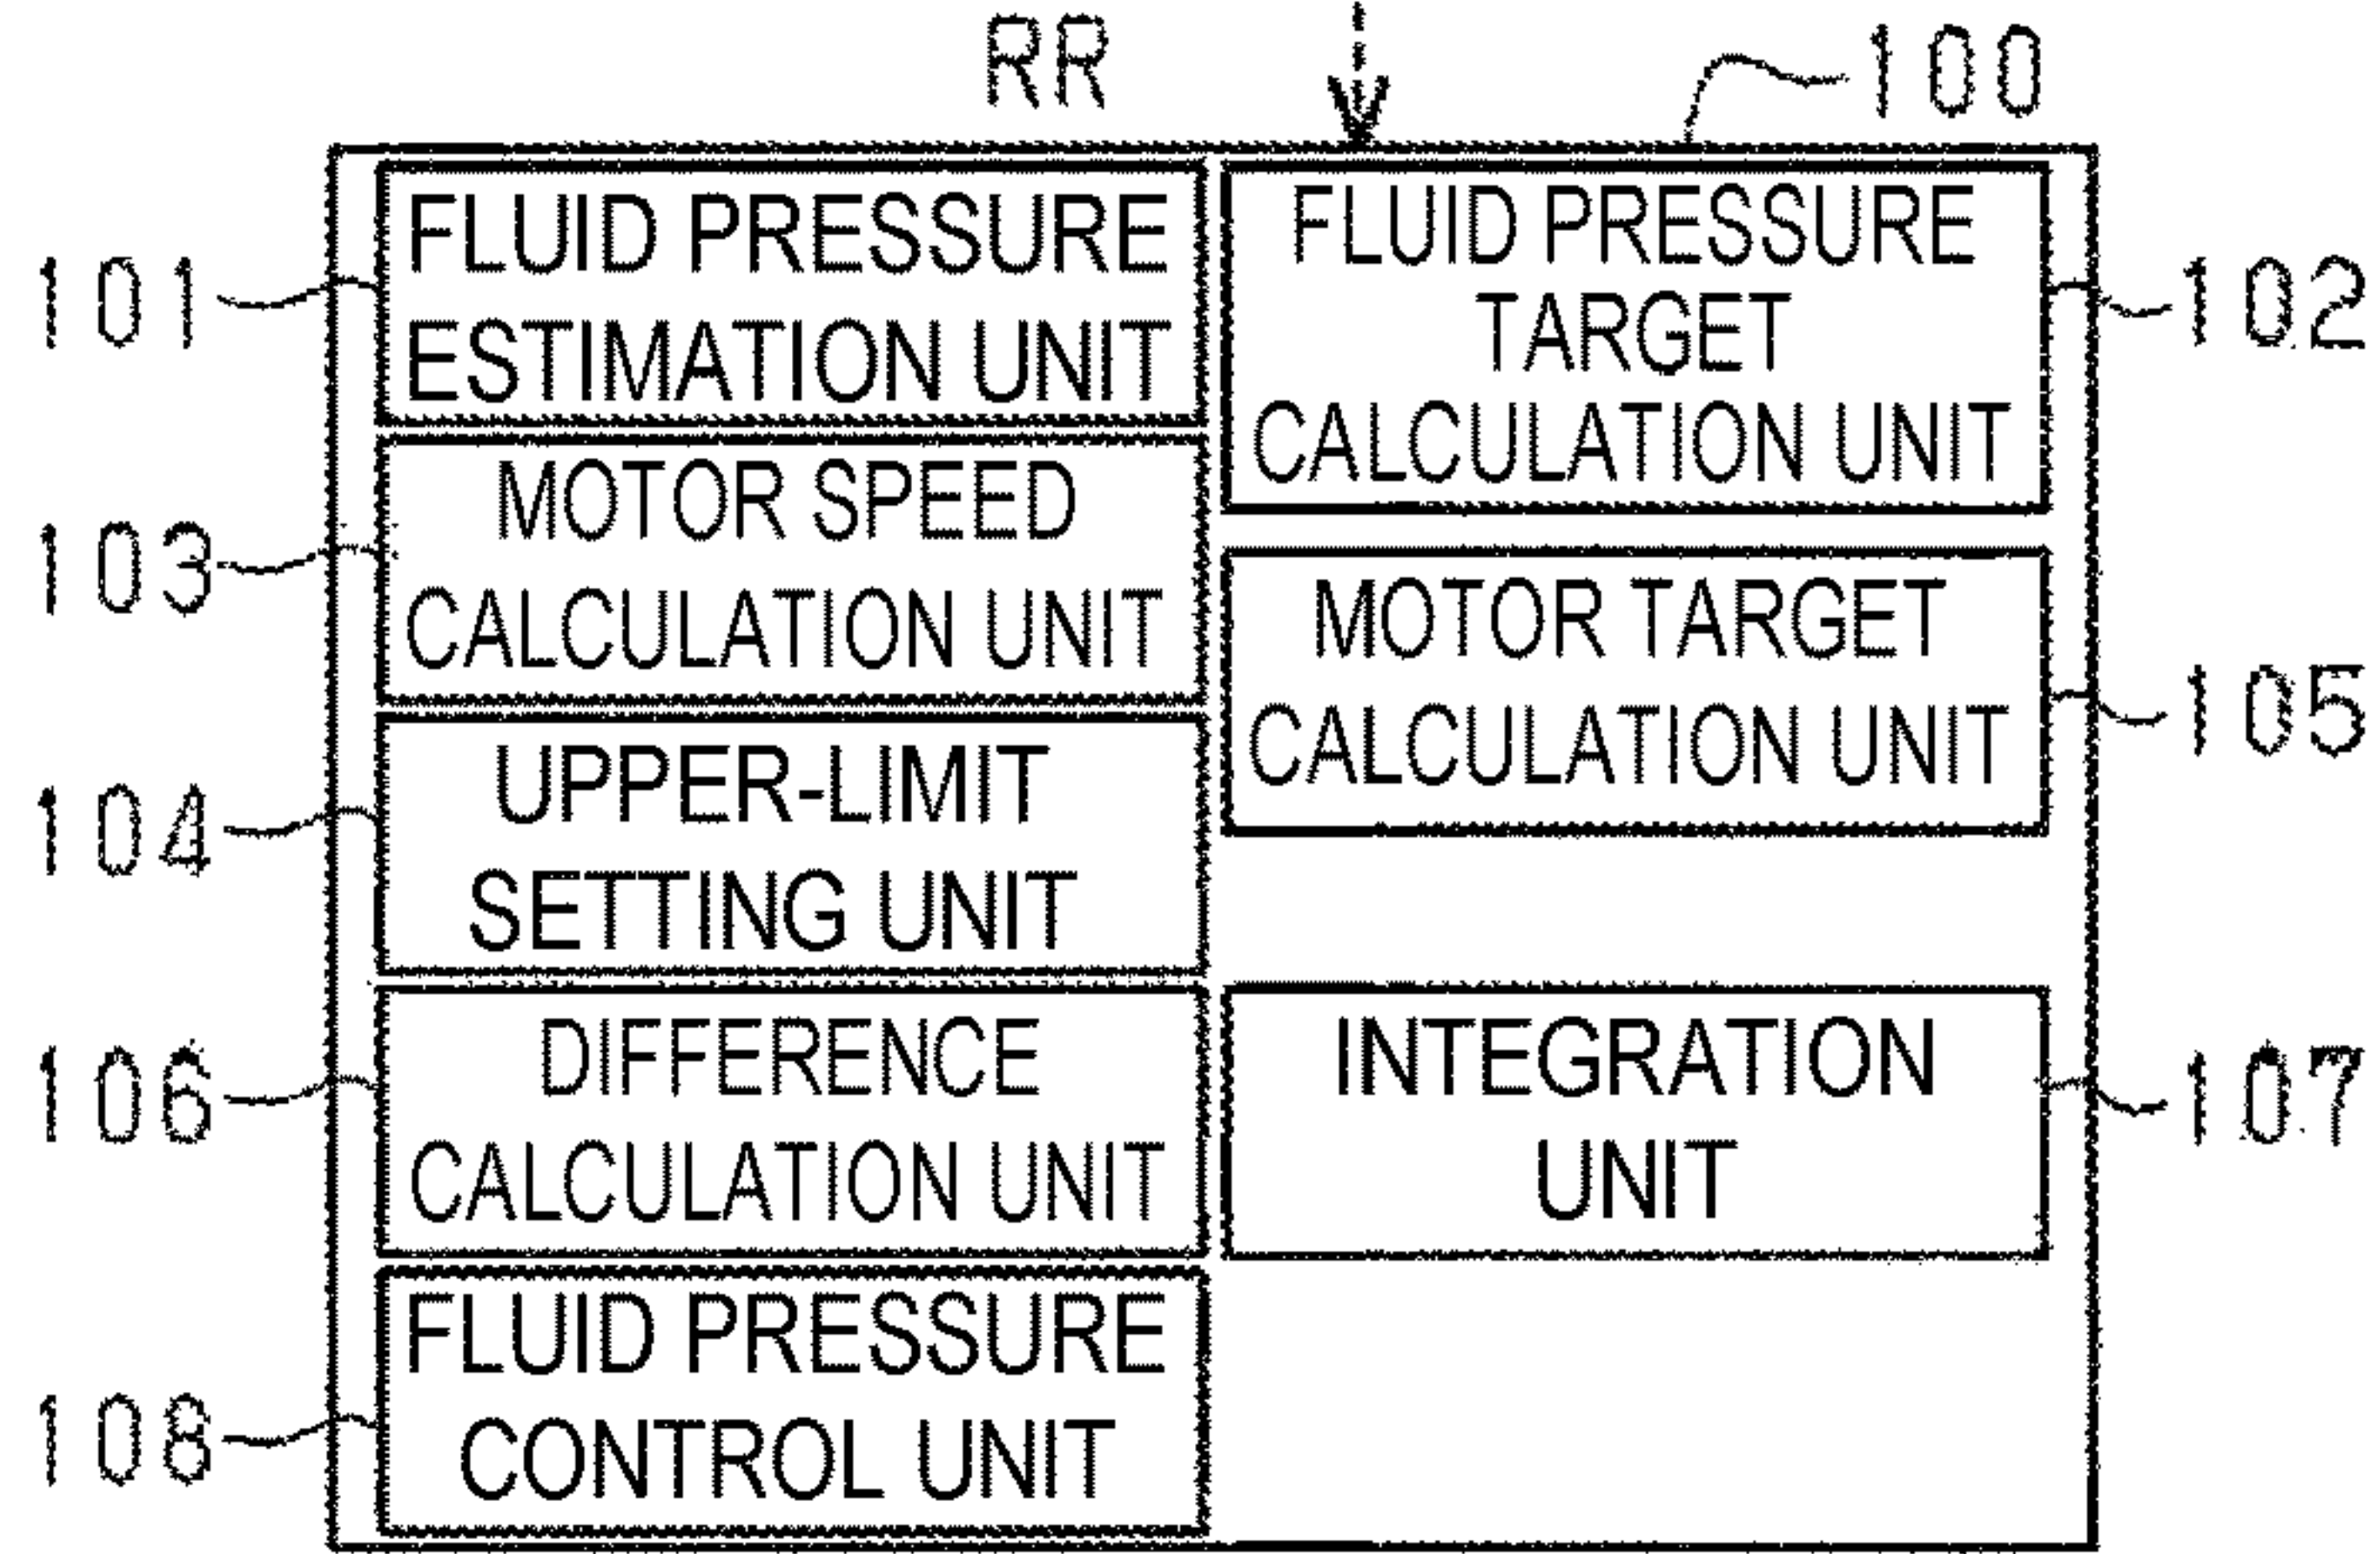 RR
100
101
FLUID PRESSURE
ESTIMATION UNIT
FLUID PRESSURE
TARGET
CALCULATION UNIT
102
103
MOTOR SPEED
CALCULATION UNIT
MOTOR TARGET
CALCULATION UNIT
105
104
UPPER-LIMIT
SETTING UNIT
106
DIFFERENCE
CALCULATION UNIT
INTEGRATION
UNIT
107
108
FLUID PRESSURE
CONTROL UNIT